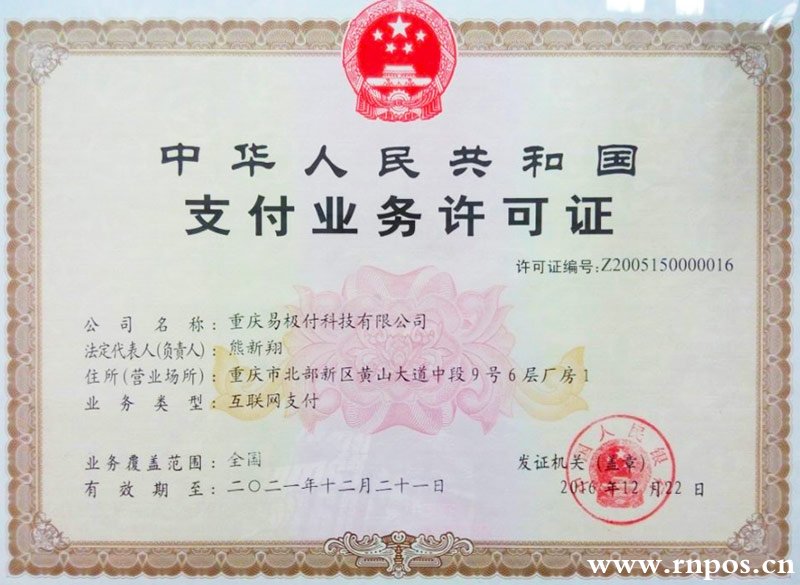 中华人民共和国
支付业务许可证
许可证编号:Z2005150000016
公司名称:重庆易极付科技有限公司
法定代表人(负责人):熊新翔
住所(营业场所):重庆市北部新区黄山大道中段9号6层厂房1
业务类型:互联网支付
业务覆盖范围:全国
发证机关(盖章)
有效期至:二〇二一年十二月二十一日
2016年12月22日
中国人民银
www.rnpos.cn